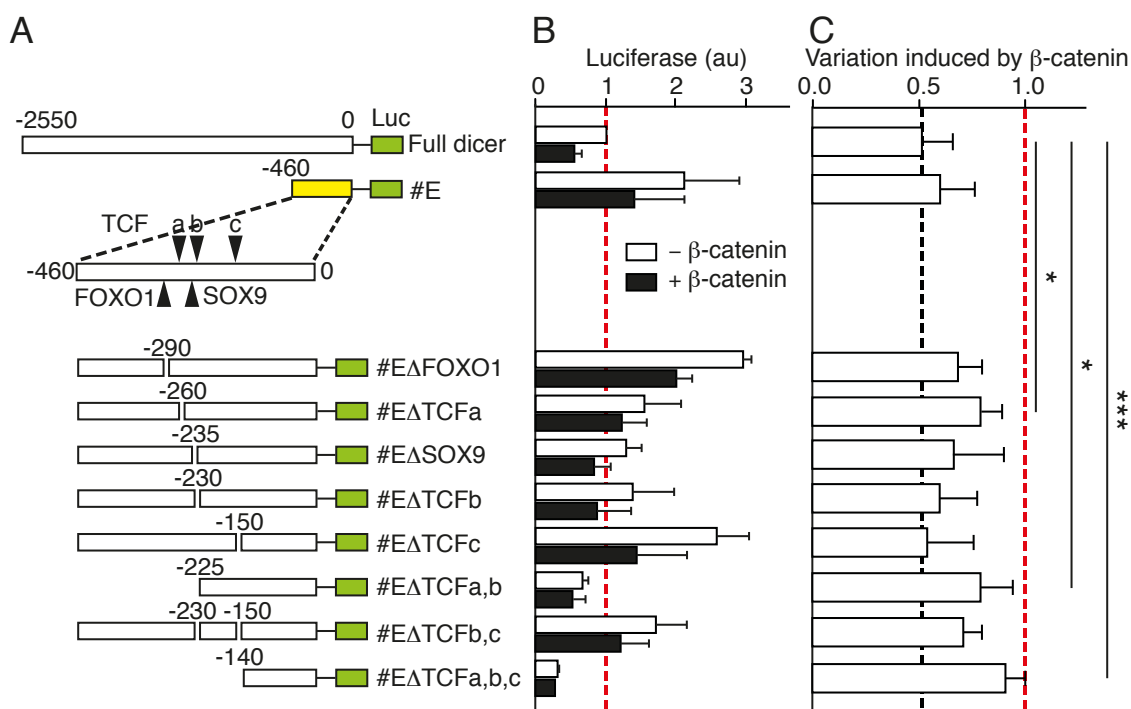 A
B
C
Luciferase (au)
Variation induced by β-catenin
0 1 2 3
0.0 0.5 1.0
-2550 0 Luc
Full dicer
-460
#E
TCF a b c
-460 0
FOXO1 SOX9
− β-catenin
+ β-catenin
-290
#EΔFOXO1
-260
#EΔTCFa
-235
#EΔSOX9
-230
#EΔTCFb
-150
#EΔTCFc
-225
#EΔTCFa,b
-230 -150
#EΔTCFb,c
-140
#EΔTCFa,b,c
*
*
***